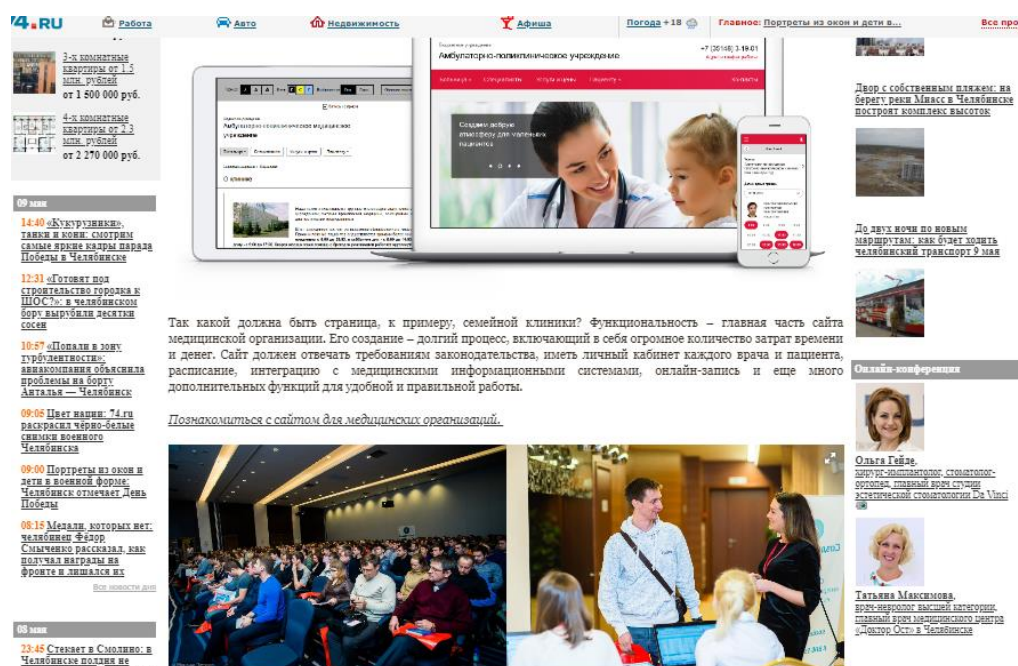 74.RU
Работа
Авто
Недвижимость
Афиша
Погода +18
Главное: Портреты из окон и дети в...
Все про
3-х комнатные
квартиры от 1.5
млн. рублей
от 1 500 000 руб.
4-х комнатные
квартиры от 2.3
млн. рублей
от 2 270 000 руб.
09 мая
14:40 «Кукурузники»,
танки и кони: смотрим
самые яркие кадры парада
Победы в Челябинске
12:31 «Готовят под
строительство городка к
ШОС?»: в челябинском
бору вырубили десятки
сосен
10:57 «Попали в зону
турбулентности»:
авиакомпания объяснила
проблемы на борту
Анталья — Челябинск
09:05 Цвет нации: 74.ru
раскрасил чёрно-белые
снимки военного
Челябинска
09:00 Портреты из окон и
дети в военной форме:
Челябинск отмечает День
Победы
08:15 Медали, которых нет:
челябинец Фёдор
Смыченко рассказал, как
получал награды на
фронте и лишался их
Все новости дня
08 мая
23:45 Стекает в Смолино: в
Челябинске полдня не
Амбулаторно-поликлиническое учреждение
+7 (35148) 3-19-01
Специалисты
Контакты
Создаем добрую
атмосферу для маленьких
пациентов
учреждение
О клинике
Так какой должна быть страница, к примеру, семейной клиники? Функциональность – главная часть сайта
медицинской организации. Его создание – долгий процесс, включающий в себя огромное количество затрат времени
и денег. Сайт должен отвечать требованиям законодательства, иметь личный кабинет каждого врача и пациента,
расписание, интеграцию с медицинскими информационными системами, онлайн-запись и еще много
дополнительных функций для удобной и правильной работы.
Познакомиться с сайтом для медицинских организаций.
Двор с собственным пляжем: на
берегу реки Миасс в Челябинске
построят комплекс высоток
До двух ночи по новым
маршрутам: как будет ходить
челябинский транспорт 9 мая
Онлайн-конференция
Ольга Гейде,
хирург-имплантолог, стоматолог-
ортопед, главный врач студии
эстетической стоматологии Da Vinci
Татьяна Максимова,
врач-невролог высшей категории,
главный врач медицинского центра
«Доктор Ост» в Челябинске